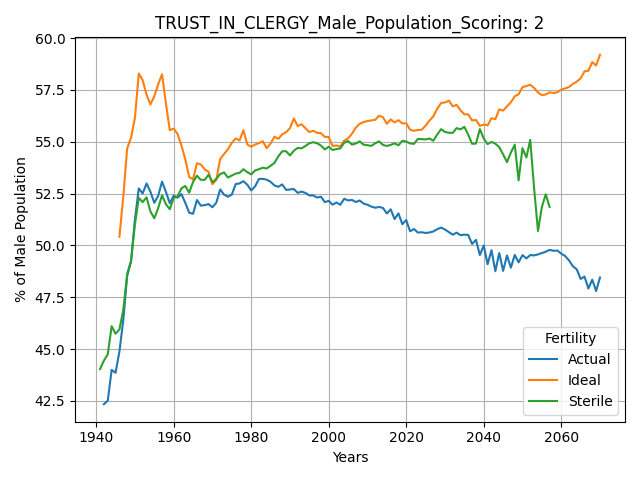 TRUST_IN_CLERGY_Male_Population_Scoring: 2
% of Male Population
60.0
57.5
55.0
52.5
50.0
47.5
45.0
42.5
1940 1960 1980 2000 2020 2040 2060
Years
Fertility
Actual
Ideal
Sterile